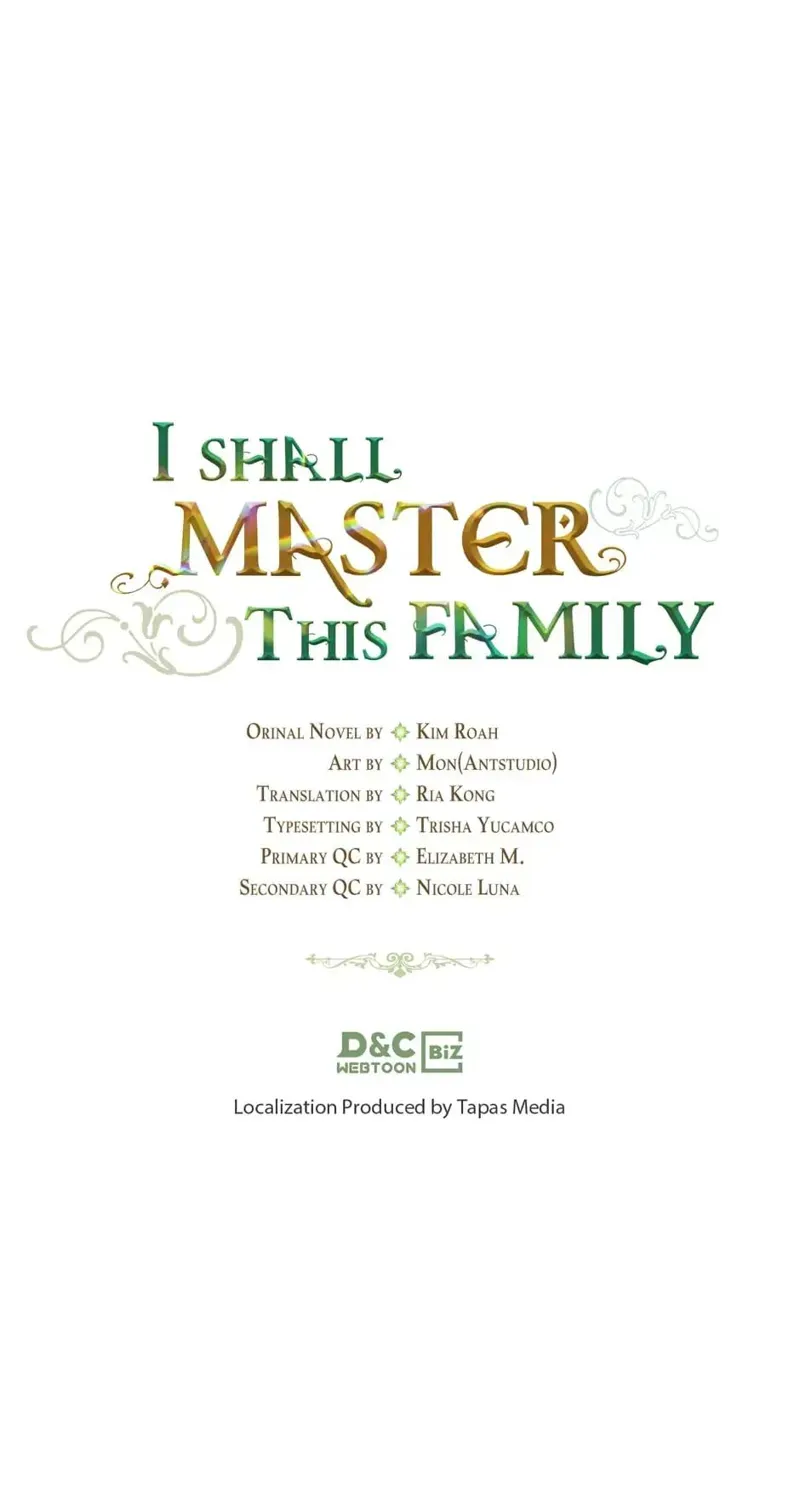 I SHALL
MASTER
THIS FAMILY
ORINAL NOVEL BY KIM ROAH
ART BY MON(ANTSTUDIO)
TRANSLATION BY RIA KONG
TYPESETTING BY TRISHA YUCAMCO
PRIMARY QC BY ELIZABETH M.
SECONDARY QC BY NICOLE LUNA
D&C BIZ
WEBTOON
Localization Produced by Tapas Media